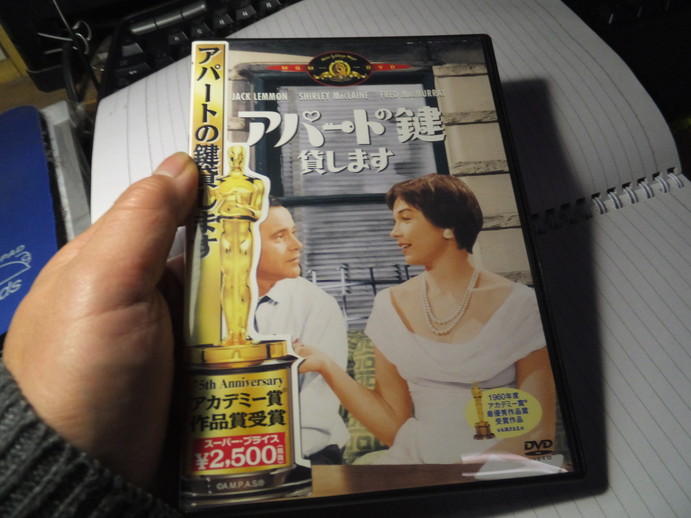 アパートの鍵貸します
JACK LEMMON SHIRLEY MacLAINE FRED MacMURRAY
アパートの鍵
貸します
75th Anniversary
アカデミー賞
作品賞受賞
スーパー・プライス
¥2,500
©A.M.P.A.S®
1960年度
アカデミー賞
最優秀作品賞
受賞作品
DVD